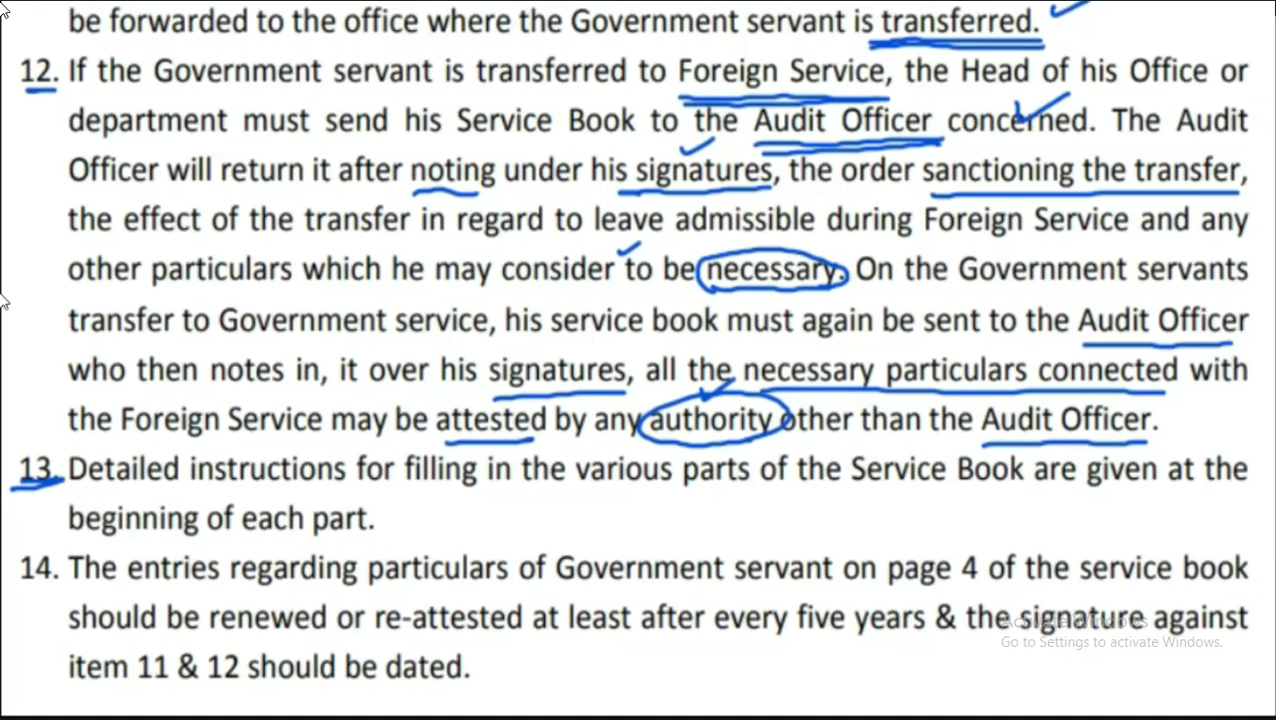 be forwarded to the office where the Government servant is transferred.
12. If the Government servant is transferred to Foreign Service, the Head of his Office or
department must send his Service Book to the Audit Officer concerned. The Audit
Officer will return it after noting under his signatures, the order sanctioning the transfer,
the effect of the transfer in regard to leave admissible during Foreign Service and any
other particulars which he may consider to be necessary. On the Government servants
transfer to Government service, his service book must again be sent to the Audit Officer
who then notes in, it over his signatures, all the necessary particulars connected with
the Foreign Service may be attested by any authority other than the Audit Officer.
13. Detailed instructions for filling in the various parts of the Service Book are given at the
beginning of each part.
14. The entries regarding particulars of Government servant on page 4 of the service book
should be renewed or re-attested at least after every five years & the signature against
Activate Windows
Go to Settings to activate Windows.
item 11 & 12 should be dated.